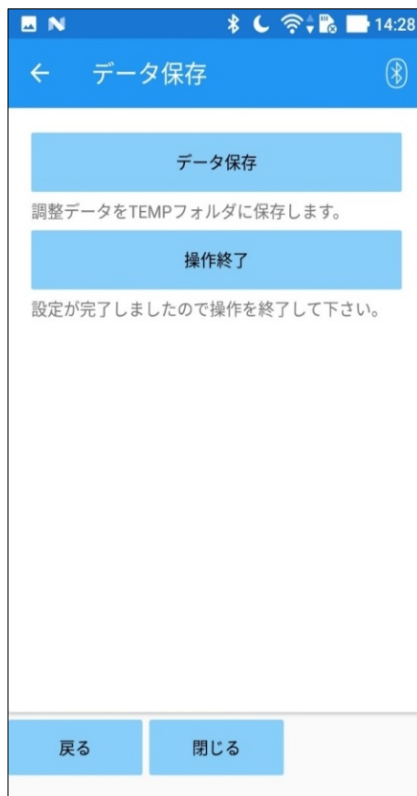 14:28
データ保存
データ保存
調整データをTEMPフォルダに保存します。
操作終了
設定が完了しましたので操作を終了して下さい。
戻る 閉じる